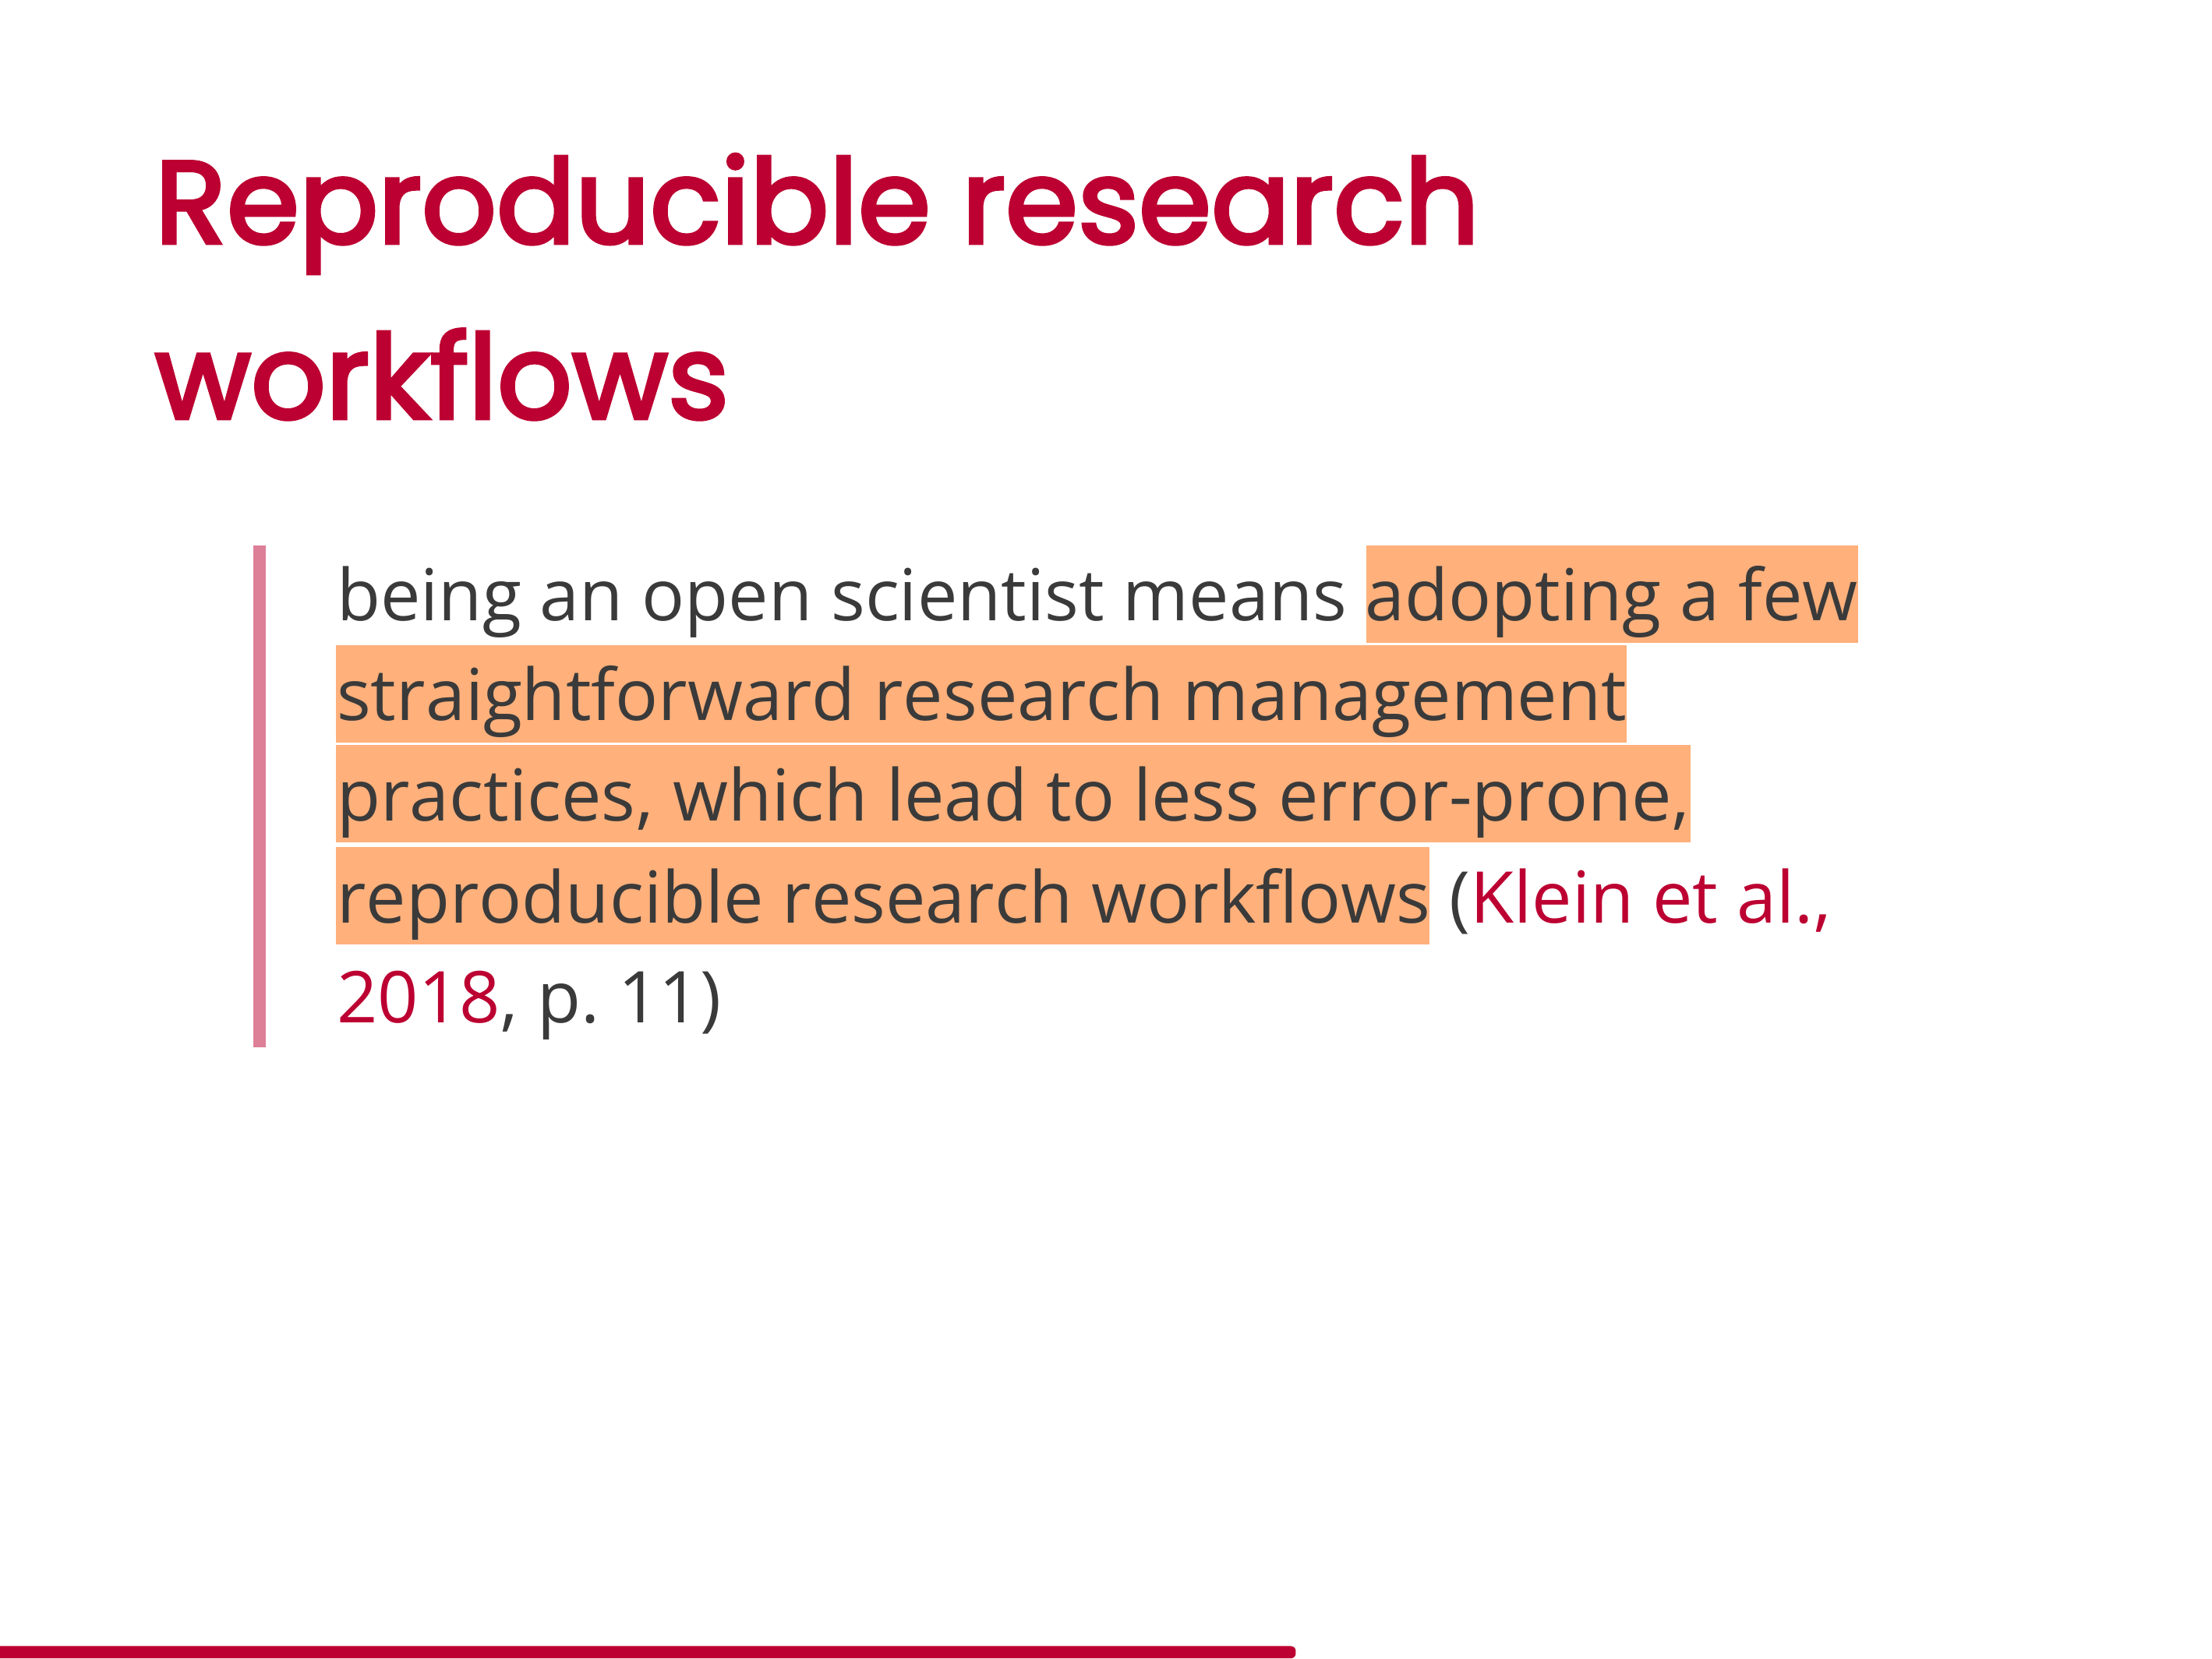 Reproducible research
workflows
being an open scientist means adopting a few
straightforward research management
practices, which lead to less error-prone,
reproducible research workflows (Klein et al.,
2018, p. 11)